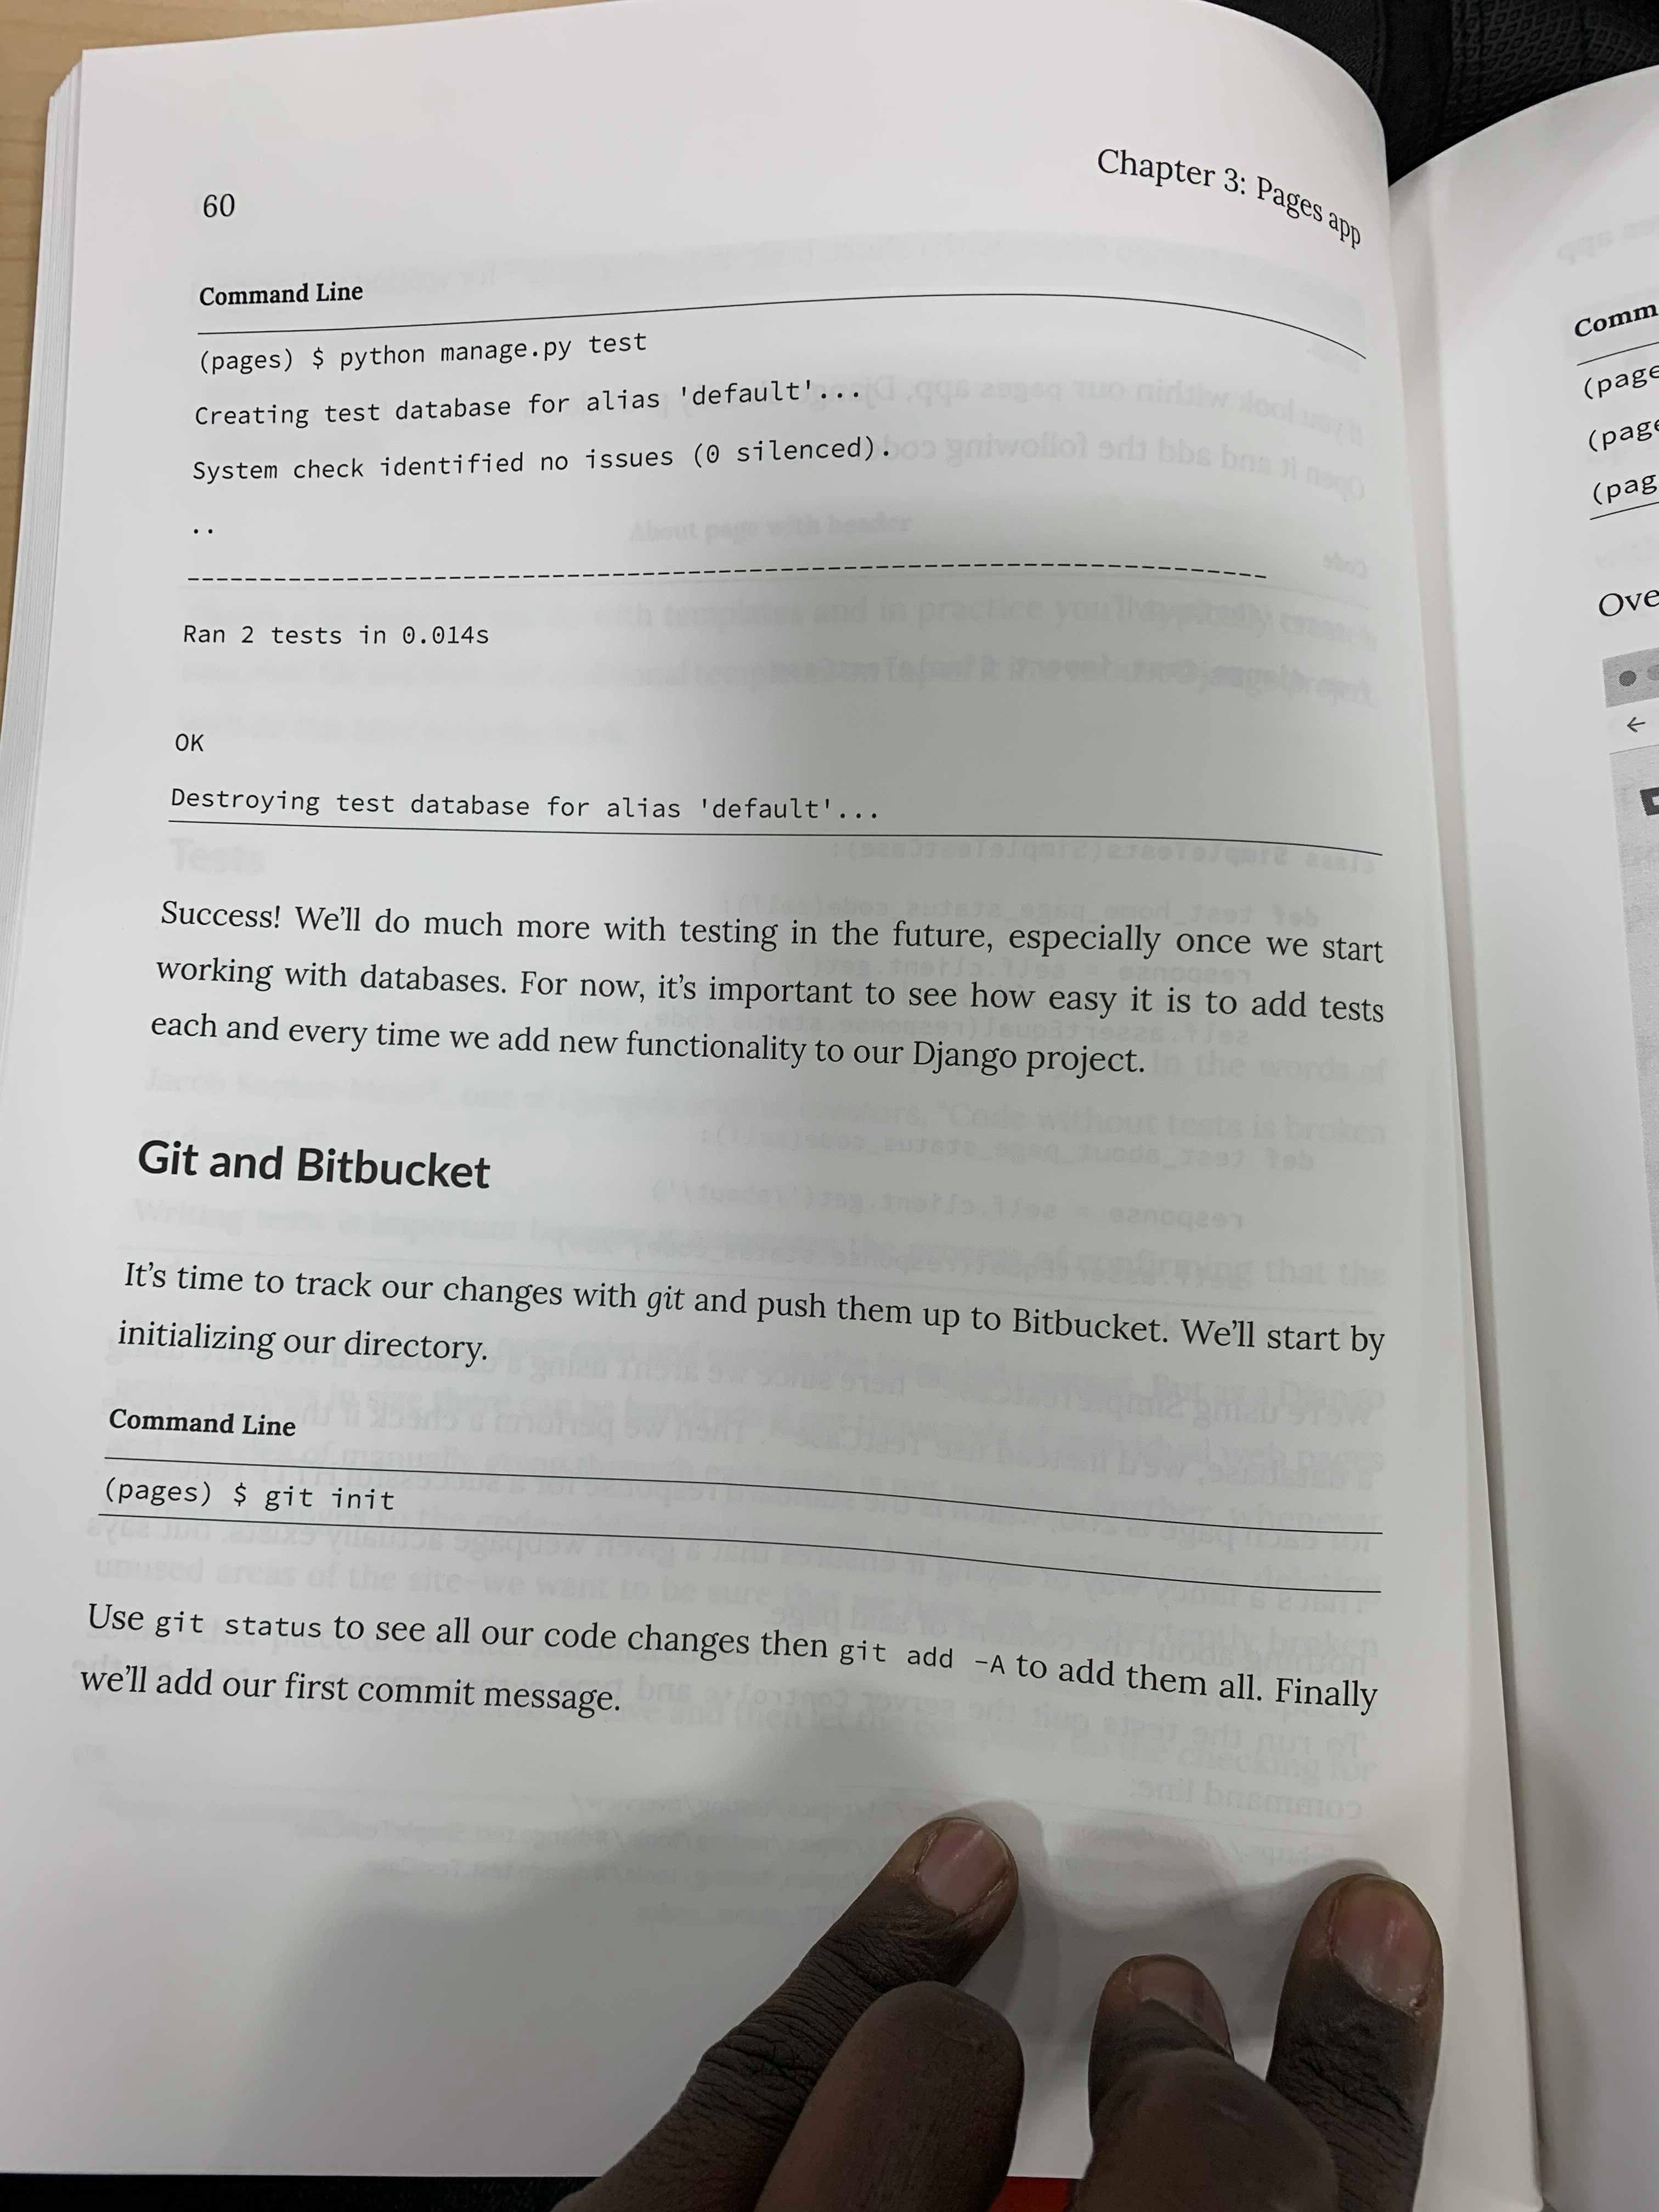 60
Chapter 3: Pages app
Command Line
(pages) $ python manage.py test
Creating test database for alias 'default'...
System check identified no issues (0 silenced).
..
----------------------------------------------------------------------
Ran 2 tests in 0.014s
OK
Destroying test database for alias 'default'...
Success! We’ll do much more with testing in the future, especially once we start
working with databases. For now, it’s important to see how easy it is to add tests
each and every time we add new functionality to our Django project.
Git and Bitbucket
It’s time to track our changes with git and push them up to Bitbucket. We’ll start by
initializing our directory.
Command Line
(pages) $ git init
Use git status to see all our code changes then git add -A to add them all. Finally
we’ll add our first commit message.
Comm
(page
(page
(pag
Ove